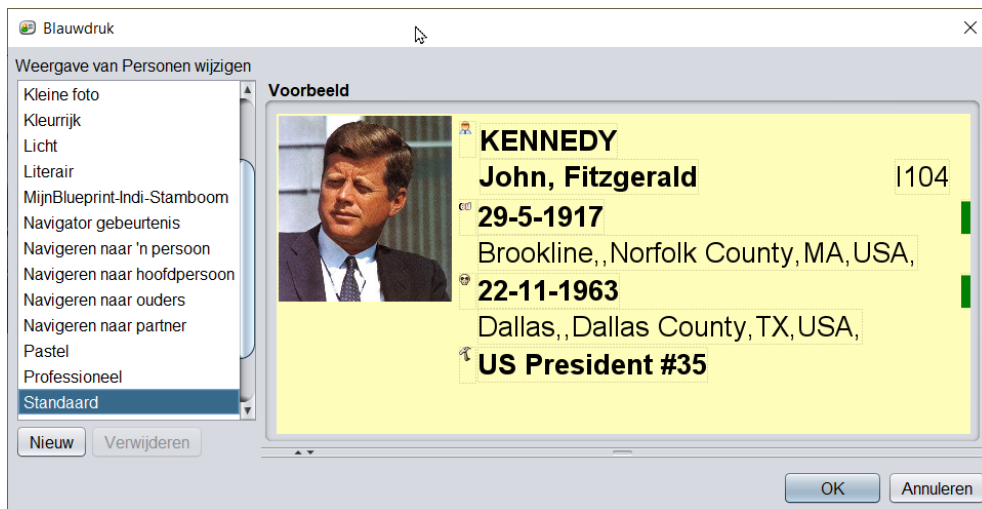 Blauwdruk
Weergave van Personen wijzigen
Kleine foto
Kleurrijk
Licht
Literair
MijnBlueprint-Indi-Stamboom
Navigator gebeurtenis
Navigeren naar 'n persoon
Navigeren naar hoofdpersoon
Navigeren naar ouders
Navigeren naar partner
Pastel
Professioneel
Standaard
Nieuw
Verwijderen
Voorbeeld
KENNEDY
John, Fitzgerald I104
29-5-1917
Brookline,,Norfolk County,MA,USA,
22-11-1963
Dallas,,Dallas County,TX,USA,
US President #35
OK
Annuleren